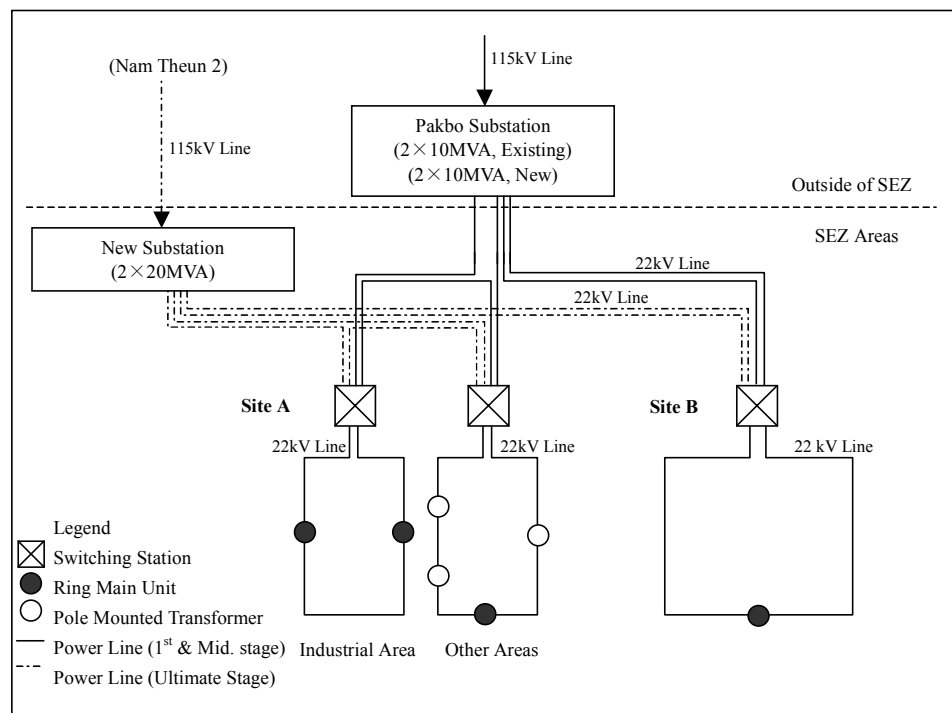 (Nam Theun 2)
115kV Line
115kV Line
Pakbo Substation
(2×10MVA, Existing)
(2×10MVA, New)
Outside of SEZ
SEZ Areas
New Substation
(2×20MVA)
22kV Line
22kV Line
Site A
Site B
22kV Line
22kV Line
22 kV Line
Legend
Switching Station
Ring Main Unit
Pole Mounted Transformer
Power Line (1st & Mid. stage)
Power Line (Ultimate Stage)
Industrial Area
Other Areas